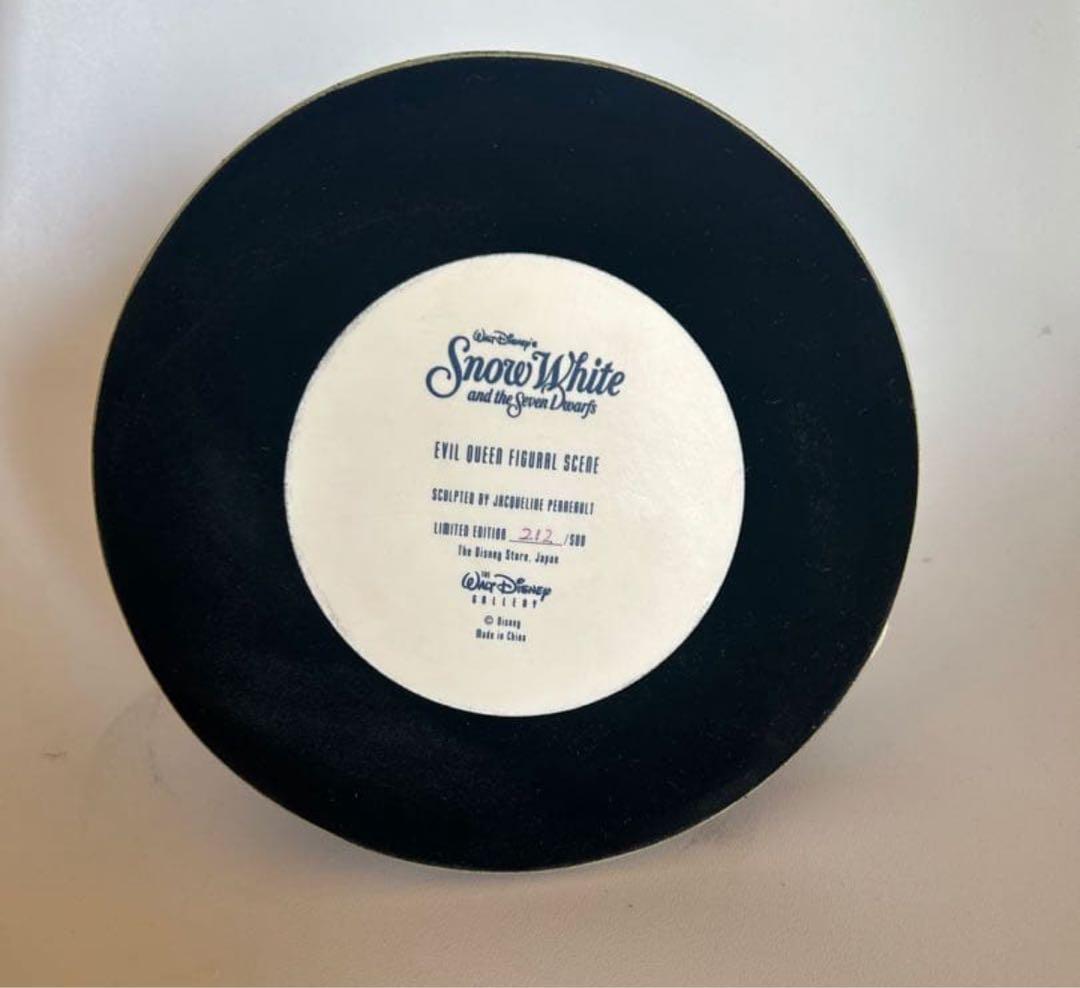 Walt Disney's
Snow White
and the Seven Dwarfs
EVIL QUEEN FIGURAL SCENE
SCULPTED BY JACQUELINE PERREAULT
LIMITED EDITION 212 /500
The Disney Store, Japan
THE
WALT DISNEY
GALLERY
© Disney
Made in China